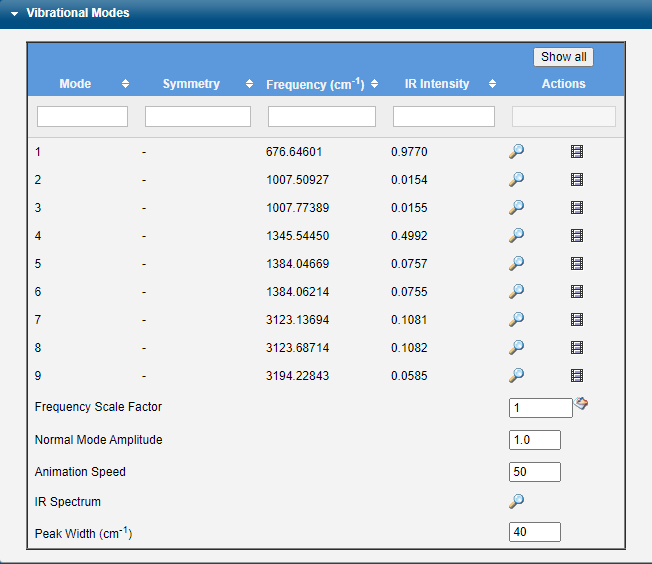 Vibrational Modes
Show all
Mode Symmetry Frequency (cm-1) IR Intensity Actions
1 - 676.64601 0.9770
2 - 1007.50927 0.0154
3 - 1007.77389 0.0155
4 - 1345.54450 0.4992
5 - 1384.04669 0.0757
6 - 1384.06214 0.0755
7 - 3123.13694 0.1081
8 - 3123.68714 0.1082
9 - 3194.22843 0.0585
Frequency Scale Factor 1
Normal Mode Amplitude 1.0
Animation Speed 50
IR Spectrum
Peak Width (cm-1) 40